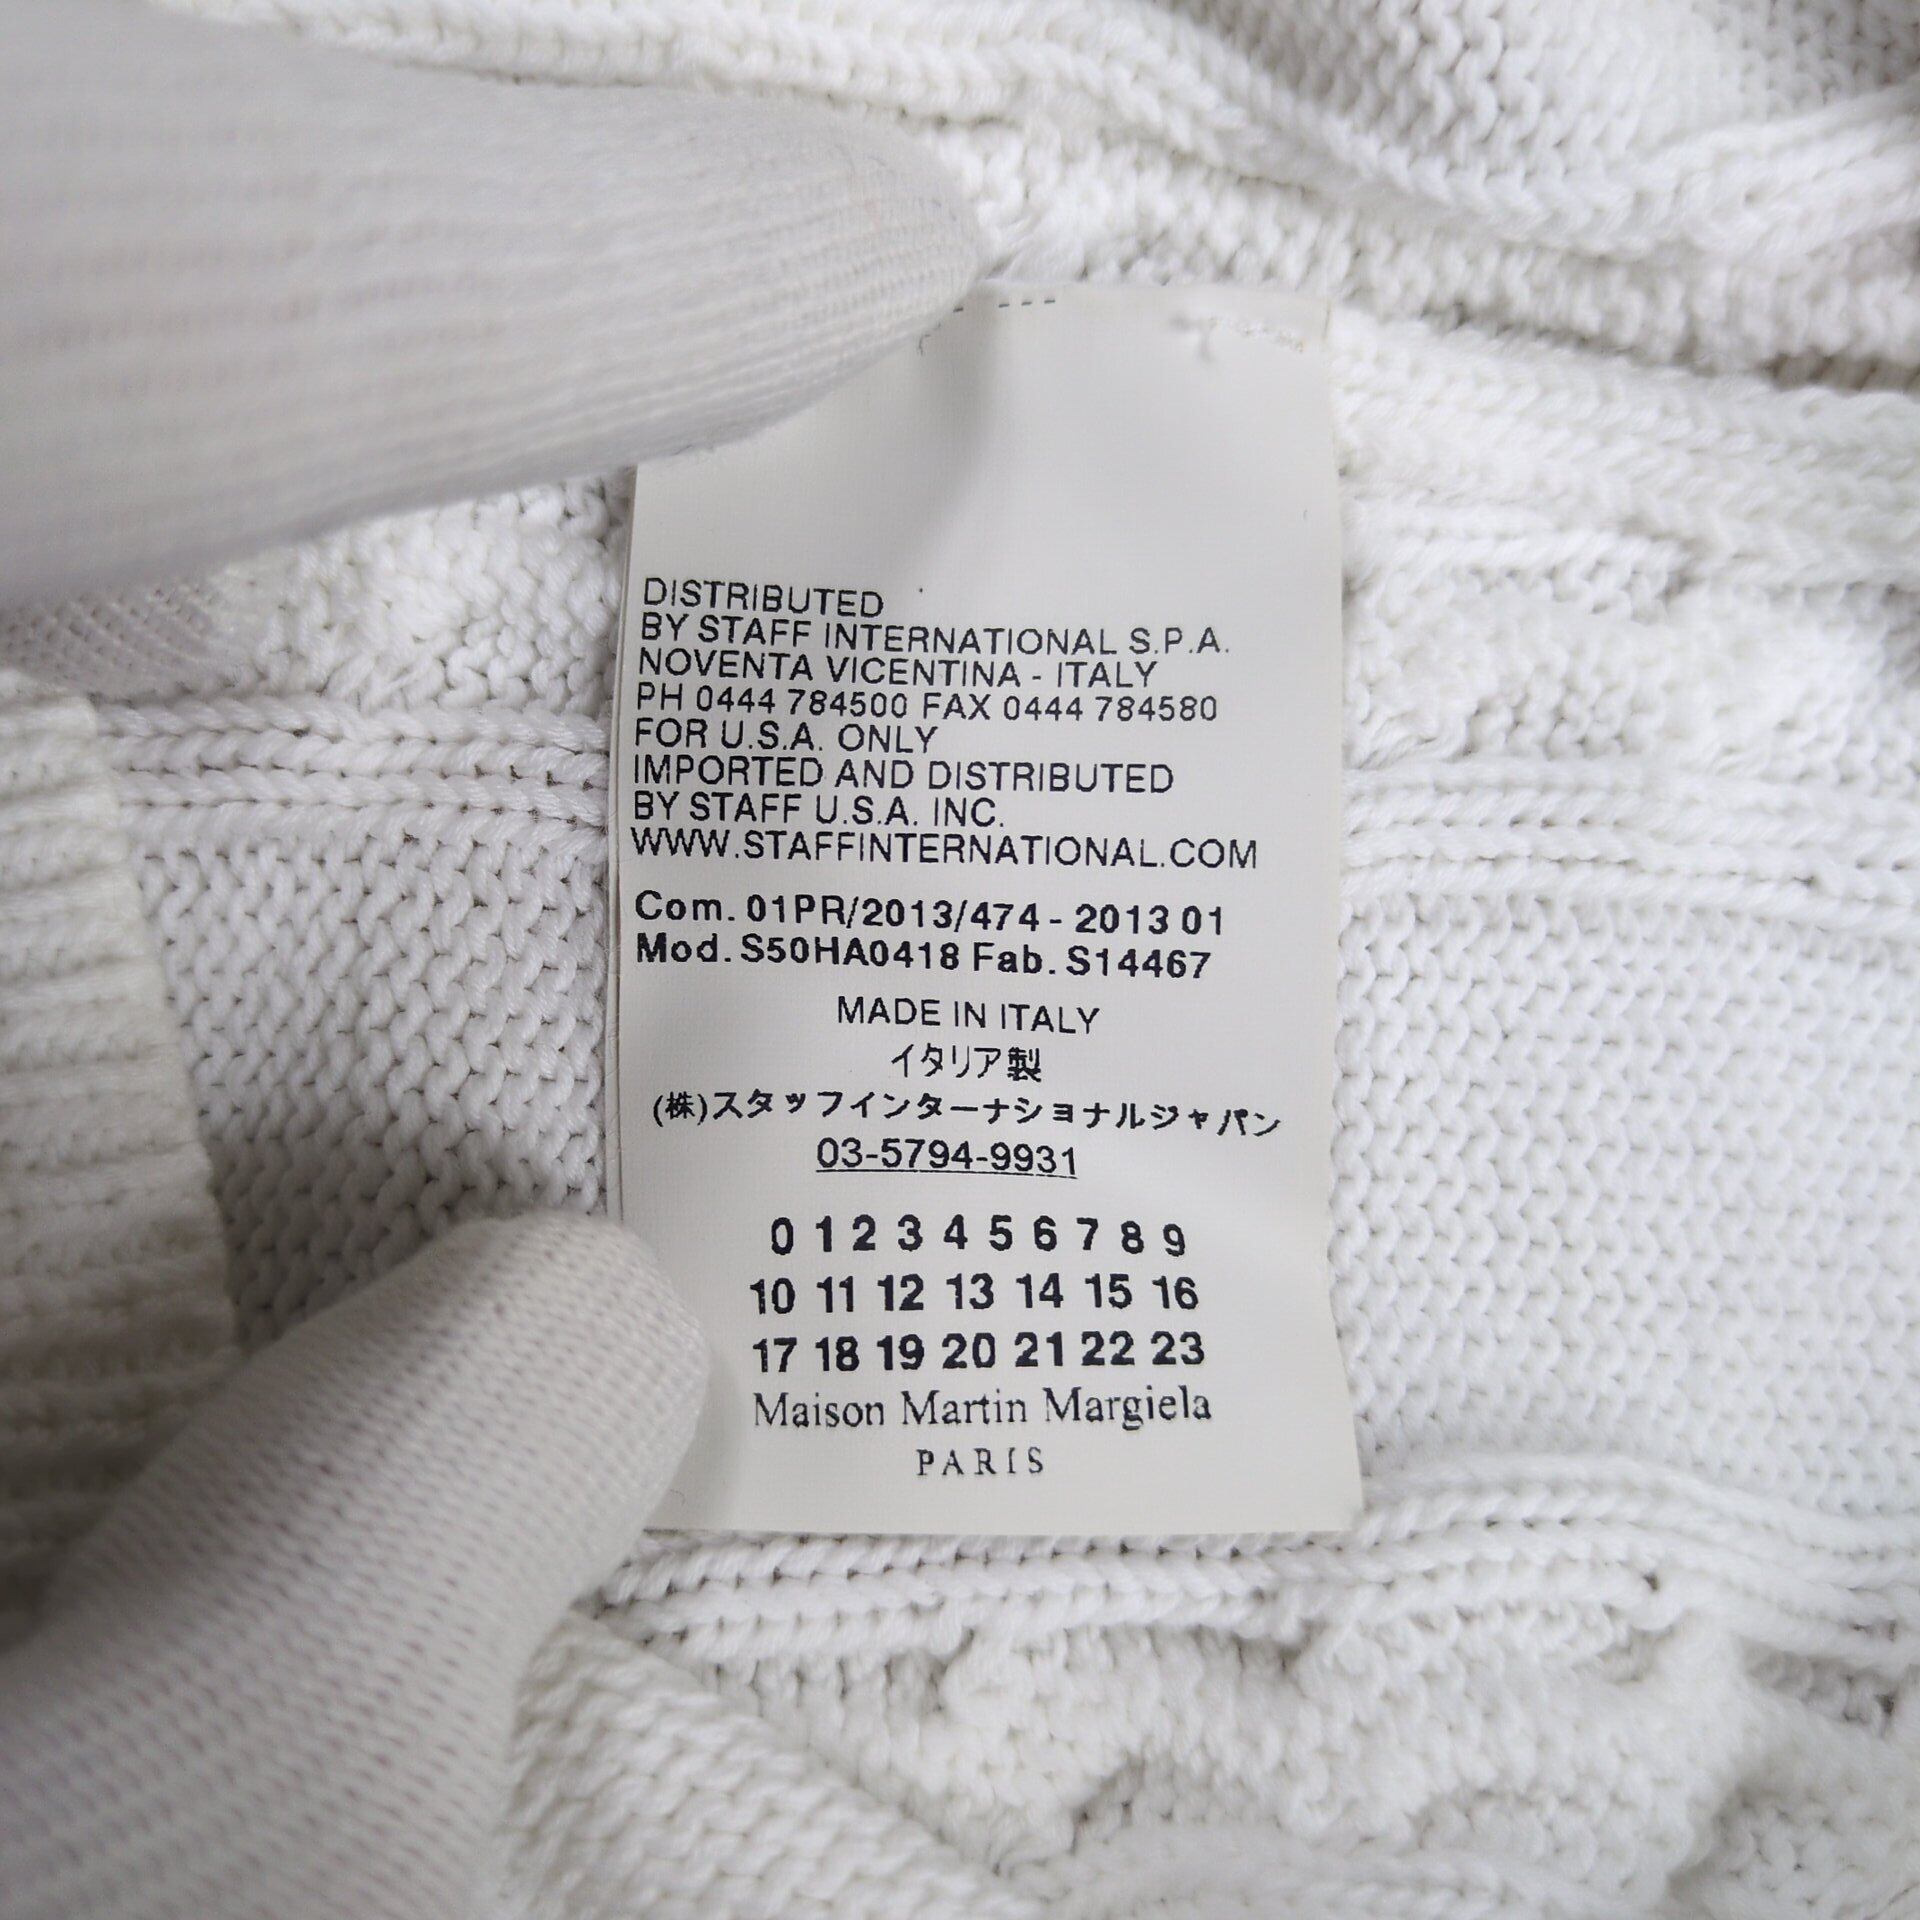 DISTRIBUTED
BY STAFF INTERNATIONAL S.P.A.
NOVENTA VICENTINA - ITALY
PH 0444 784500 FAX 0444 784580
FOR U.S.A. ONLY
IMPORTED AND DISTRIBUTED
BY STAFF U.S.A. INC.
WWW.STAFFINTERNATIONAL.COM
Com. 01PR/2013/474 - 2013 01
Mod. S50HA0418 Fab. S14467
MADE IN ITALY
イタリア製
(株)スタッフインターナショナルジャパン
03-5794-9931
0 1 2 3 4 5 6 7 8 9
10 11 12 13 14 15 16
17 18 19 20 21 22 23
Maison Martin Margiela
PARIS